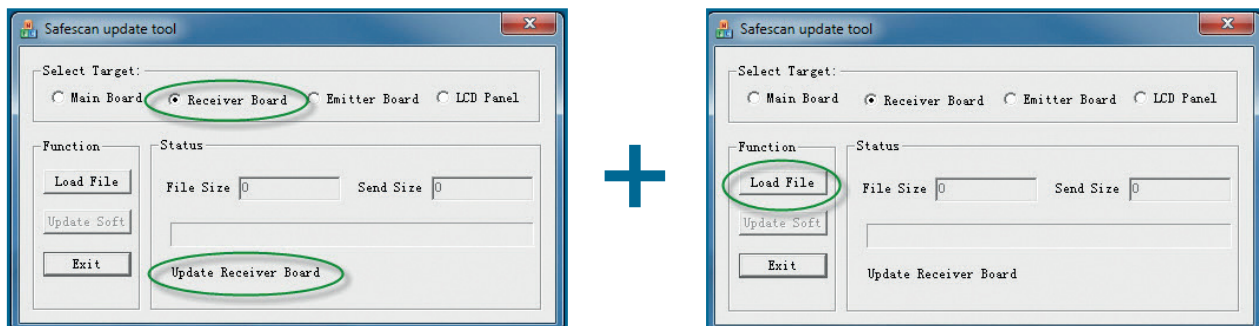 Safescan update tool
Select Target:
Main Board Receiver Board Emitter Board LCD Panel
Function
Status
Load File
File Size 0 Send Size 0
Update Soft
Exit
Update Receiver Board
+
Safescan update tool
Select Target:
Main Board Receiver Board Emitter Board LCD Panel
Function
Status
Load File
File Size 0 Send Size 0
Update Soft
Exit
Update Receiver Board